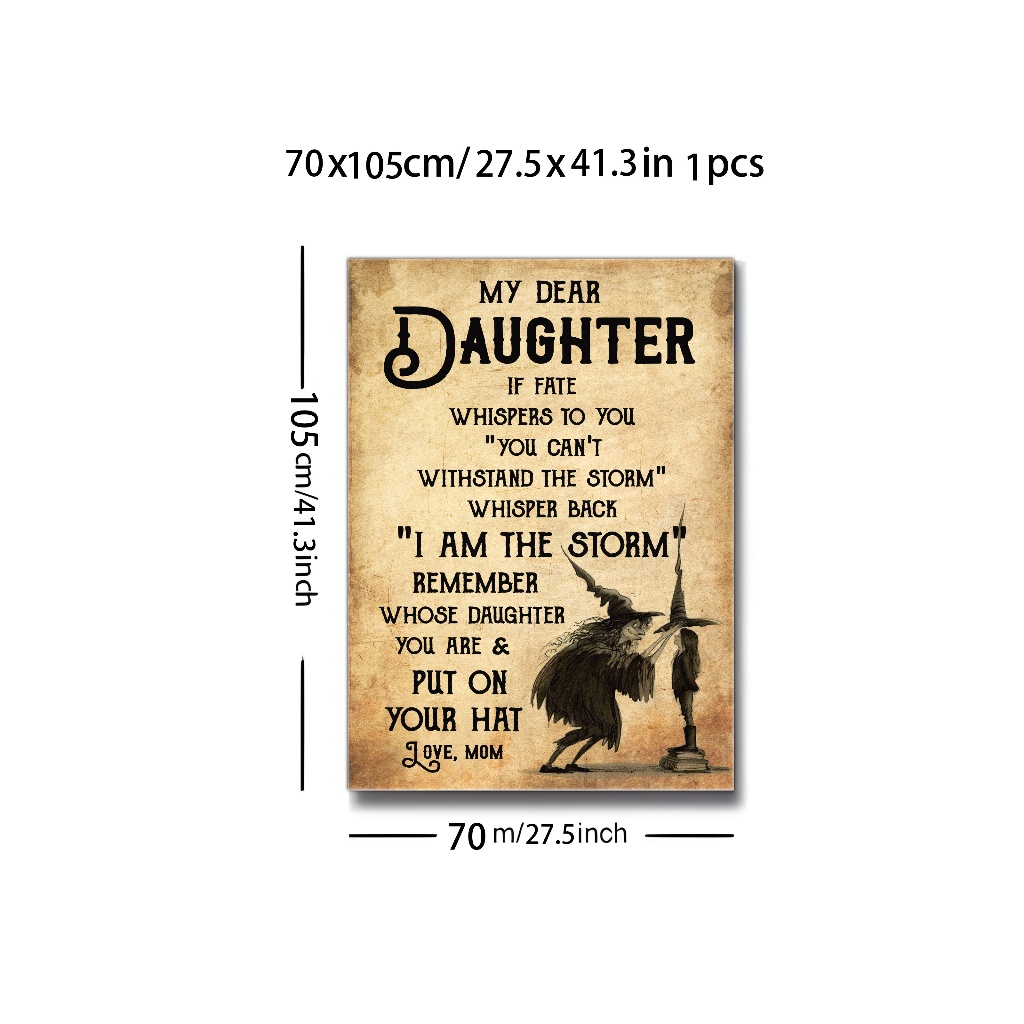 70x105cm/27.5x41.3in 1pcs
MY DEAR
DAUGHTER
IF FATE
WHISPERS TO YOU
"YOU CAN'T
WITHSTAND THE STORM"
WHISPER BACK
"I AM THE STORM"
REMEMBER
WHOSE DAUGHTER
YOU ARE &
PUT ON
YOUR HAT
LOVE, MOM
105cm/41.3inch
70 m/27.5inch